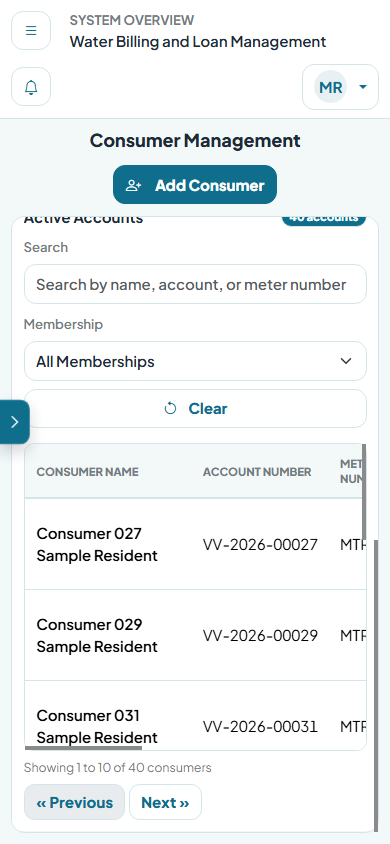 SYSTEM OVERVIEW
Water Billing and Loan Management
MR
Consumer Management
Add Consumer
Active Accounts
40 accounts
Search
Search by name, account, or meter number
Membership
All Memberships
Clear
CONSUMER NAME ACCOUNT NUMBER
Consumer 027
Sample Resident
VV-2026-00027
Consumer 029
Sample Resident
VV-2026-00029
Consumer 031
Sample Resident
VV-2026-00031
Showing 1 to 10 of 40 consumers
« Previous
Next »